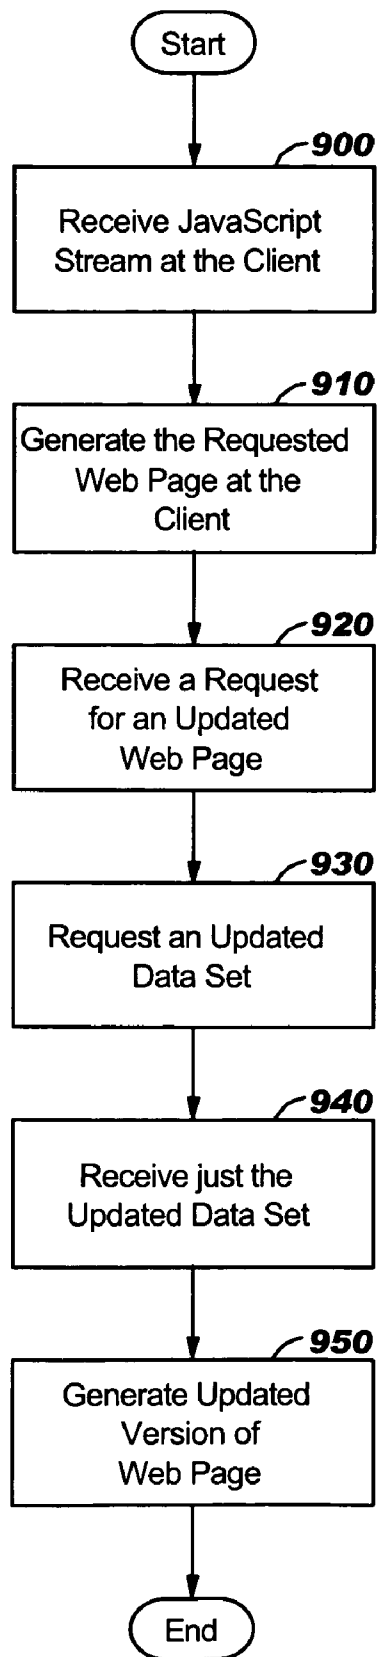 Start
900
Receive JavaScript
Stream at the Client
910
Generate the Requested
Web Page at the
Client
920
Receive a Request
for an Updated
Web Page
930
Request an Updated
Data Set
940
Receive just the
Updated Data Set
950
Generate Updated
Version of
Web Page
End